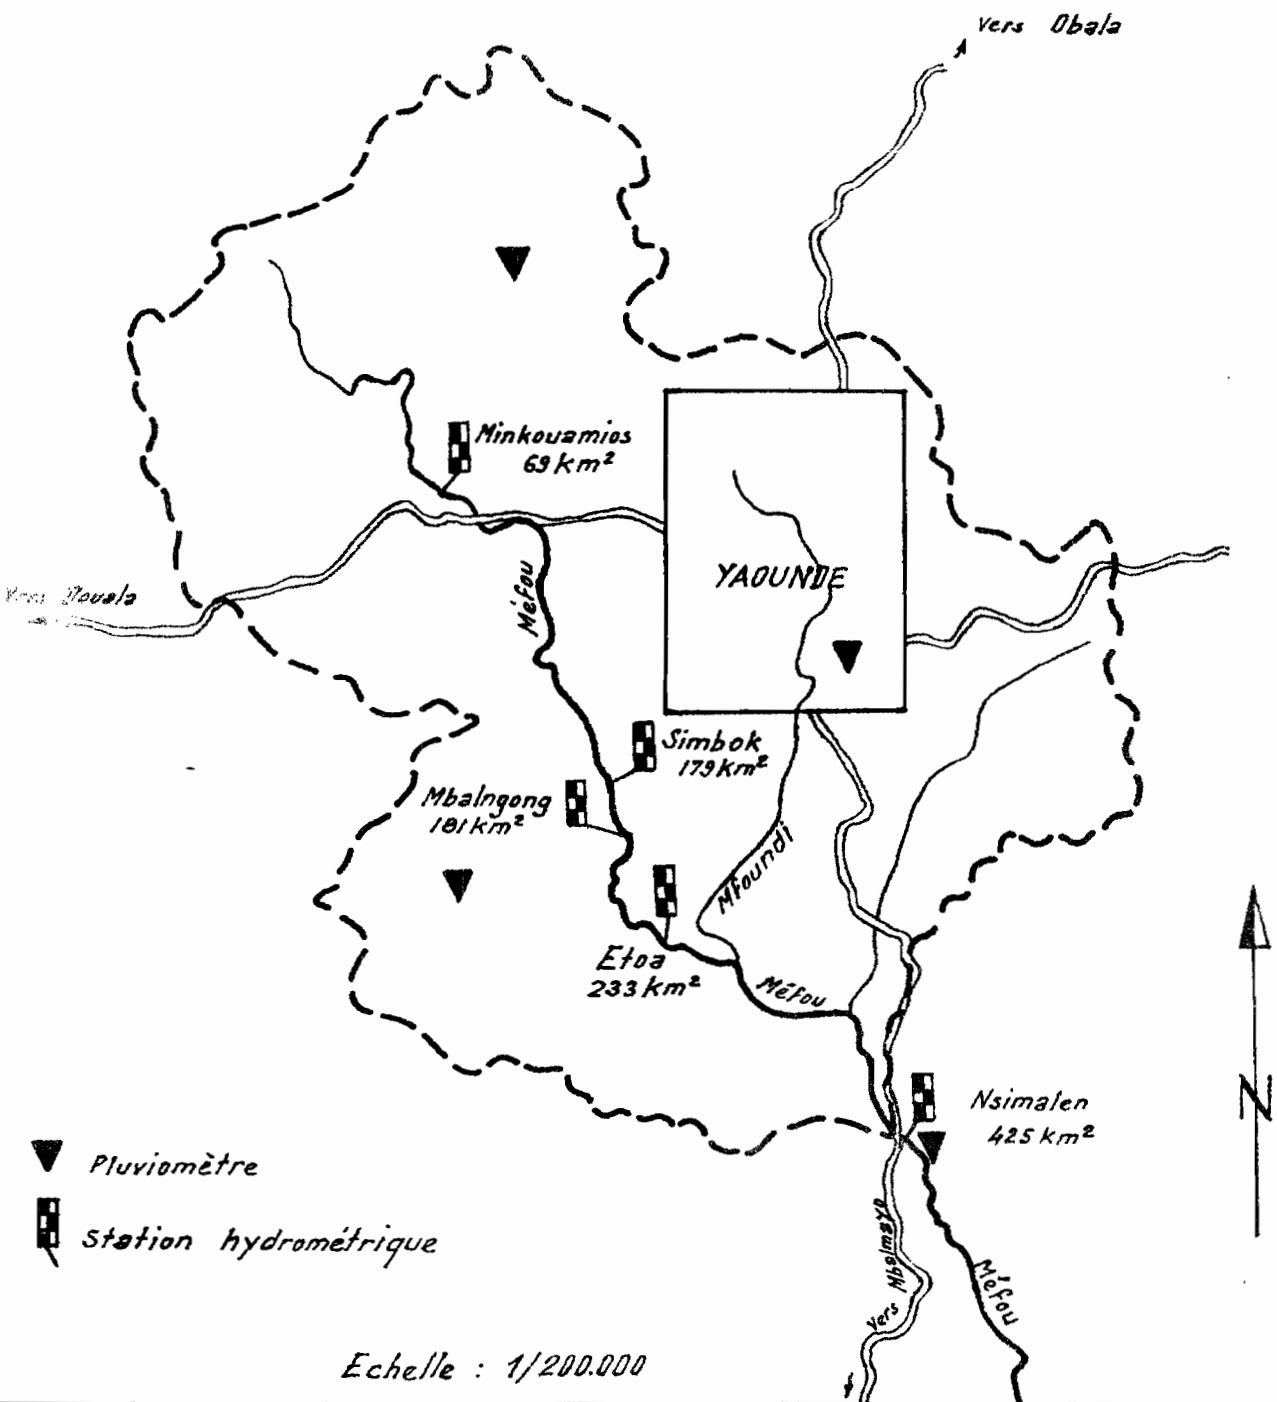 Vers Obala
Minkouamios
69 km²
YAOUNDE
Méfou
Vers Douala
Simbok
179 km²
Mbalngong
181 km²
Mfoundi
Etoa
233 km²
Méfou
Nsimalen
425 km²
N
Pluviomètre
Station hydrométrique
Vers Mbalmayo
Méfou
Echelle : 1/200.000